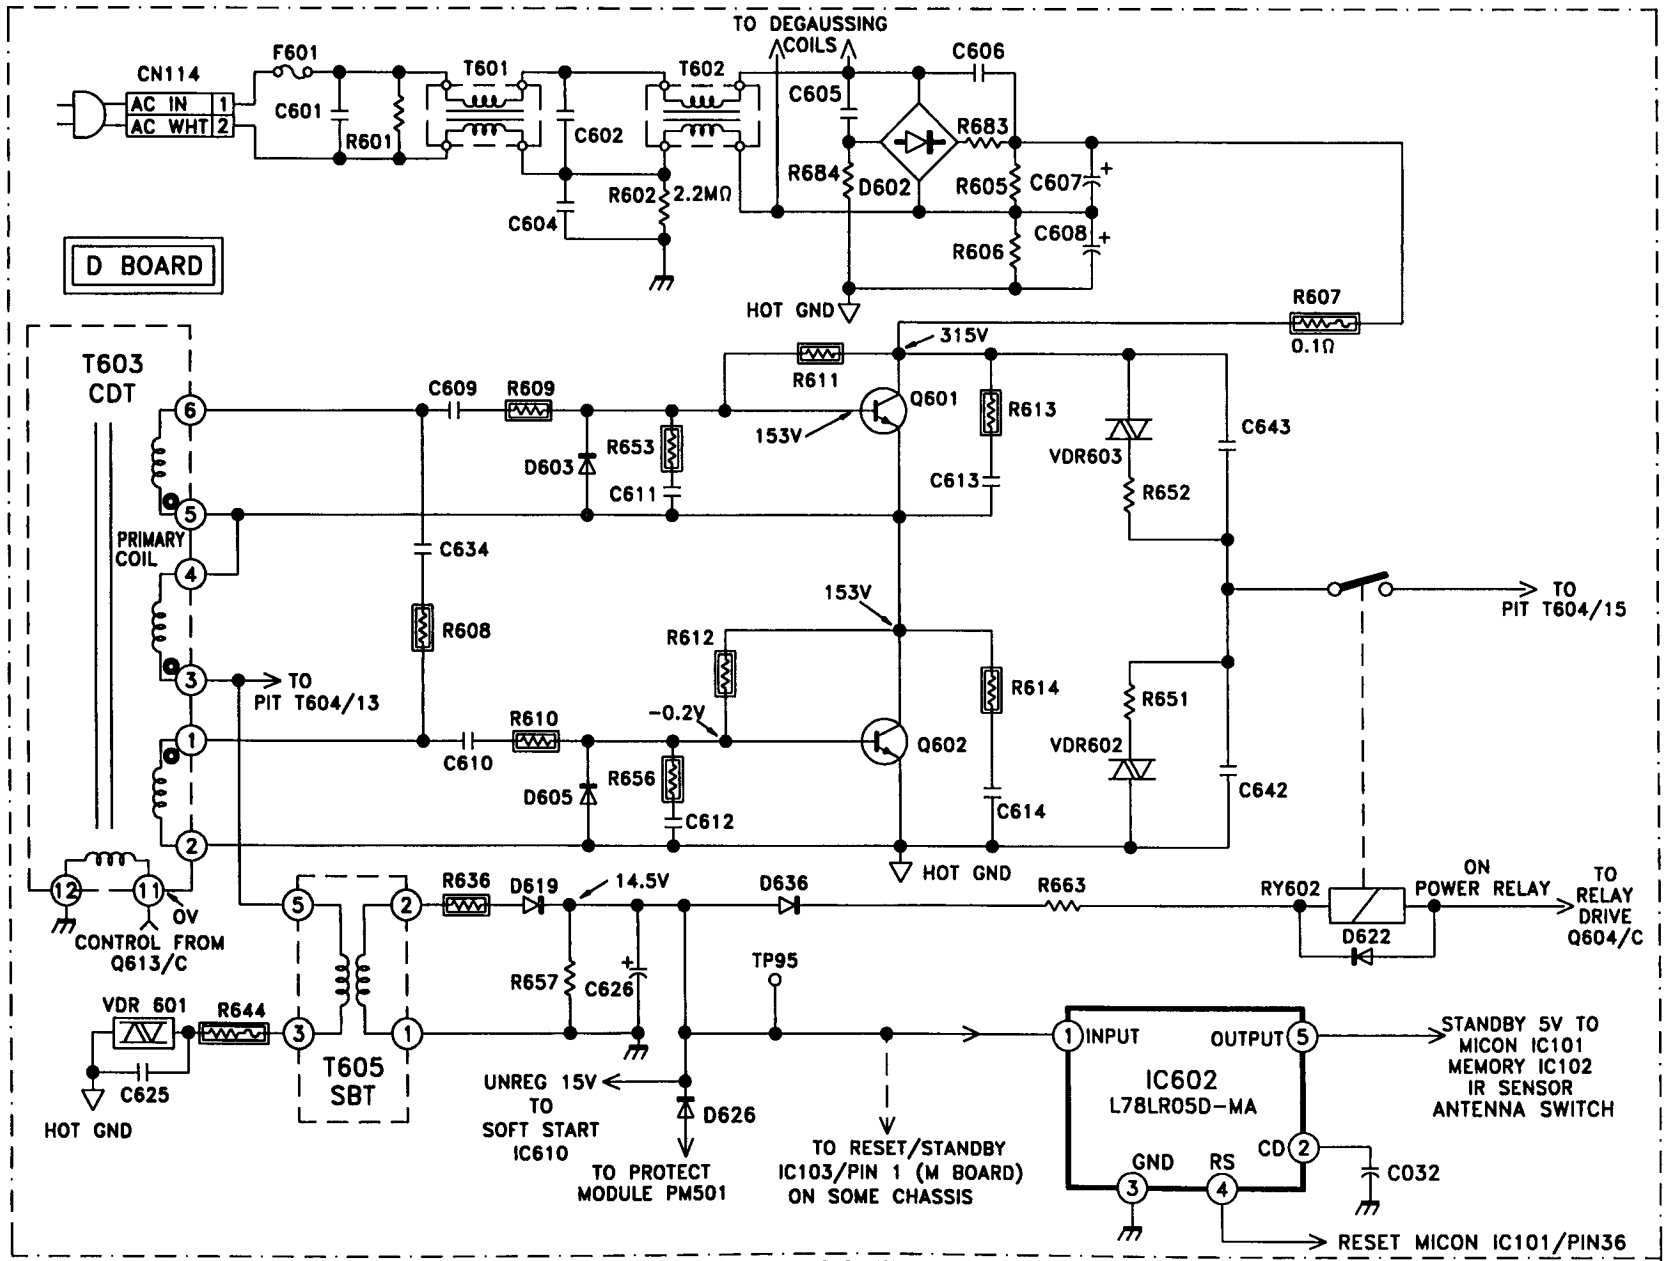 TO DEGAUSSING
COILS
F601
CN114
AC IN 1
AC WHT 2
C601
R601
T601
C602
T602
C604
R602 2.2MΩ
C605
C606
R684
D602
R683
R605
C607
+
R606
C608
+
HOT GND
D BOARD
R607
0.1Ω
315V
T603
CDT
6
5
PRIMARY
COIL
4
3
1
2
12
11
0V
CONTROL FROM
Q613/C
TO
PIT T604/13
C609
R609
R611
Q601
153V
D603
R653
C611
R613
C613
VDR603
R652
C643
C634
R608
153V
R612
-0.2V
R610
C610
D605
R656
C612
Q602
R614
C614
R651
VDR602
C642
TO
PIT T604/15
HOT GND
R636
D619
14.5V
D636
R663
RY602
ON
POWER RELAY
TO
RELAY
DRIVE
Q604/C
D622
5
2
3
1
T605
SBT
R657
+
C626
TP95
VDR 601
R644
C625
HOT GND
UNREG 15V
TO
SOFT START
IC610
D626
TO PROTECT
MODULE PM501
TO RESET/STANDBY
IC103/PIN 1 (M BOARD)
ON SOME CHASSIS
1 INPUT
OUTPUT 5
IC602
L78LR05D-MA
CD 2
GND
3
RS
4
C032
STANDBY 5V TO
MICON IC101
MEMORY IC102
IR SENSOR
ANTENNA SWITCH
RESET MICON IC101/PIN36